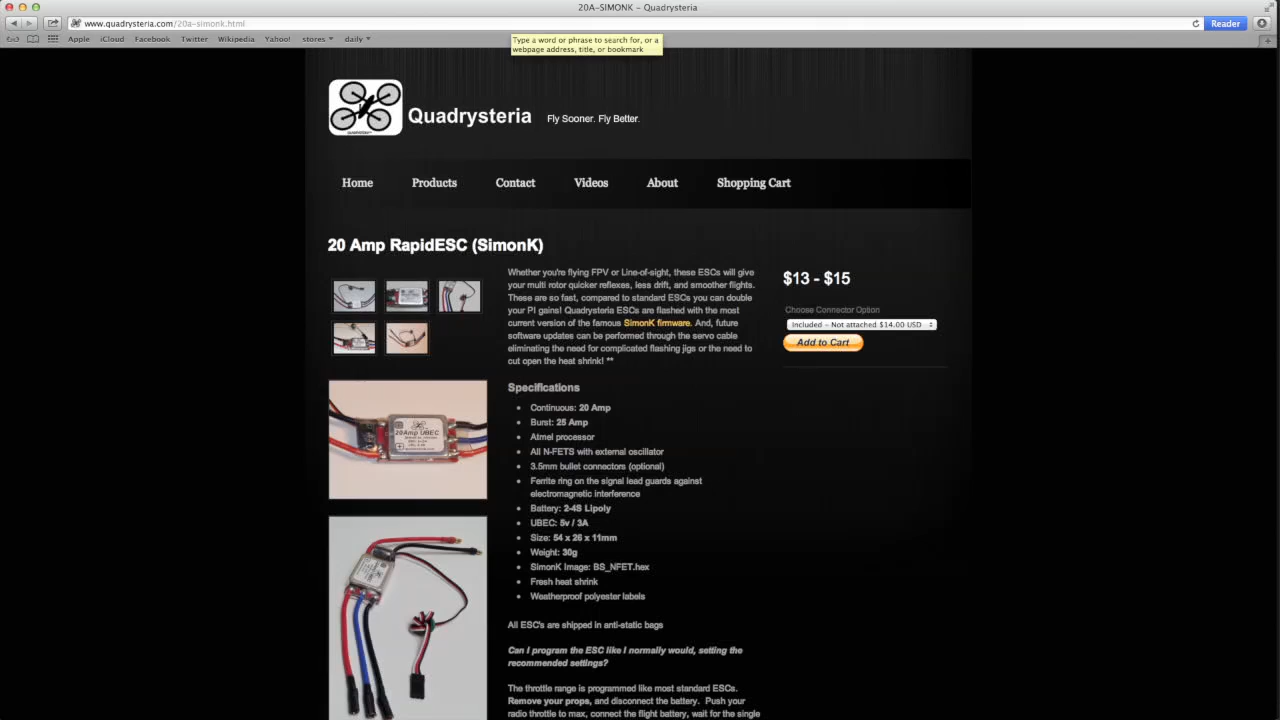 20A-SIMONK – Quadrysteria
www.quadrysteria.com/20a-simonk.html
Reader
Apple iCloud Facebook Twitter Wikipedia Yahoo! stores daily
Type a word or phrase to search for, or a
webpage address, title, or bookmark
Quadrysteria Fly Sooner. Fly Better.
Home Products Contact Videos About Shopping Cart
20 Amp RapidESC (SimonK)
Whether you're flying FPV or Line-of-sight, these ESCs will give
your multi rotor quicker reflexes, less drift, and smoother flights.
These are so fast, compared to standard ESCs you can double
your PI gains! Quadrysteria ESCs are flashed with the most
current version of the famous SimonK firmware. And, future
software updates can be performed through the servo cable
eliminating the need for complicated flashing jigs or the need to
cut open the heat shrink! **
$13 - $15
Choose Connector Option
Included - Not attached $14.00 USD
Add to Cart
20Amp UBEC
Specifications
Continuous: 20 Amp
Burst: 25 Amp
Atmel processor
All N-FETS with external oscillator
3.5mm bullet connectors (optional)
Ferrite ring on the signal lead guards against
electromagnetic interference
Battery: 2-4S Lipoly
UBEC: 5v / 3A
Size: 54 x 26 x 11mm
Weight: 30g
SimonK Image: BS_NFET.hex
Fresh heat shrink
Weatherproof polyester labels
All ESC's are shipped in anti-static bags
Can I program the ESC like I normally would, setting the
recommended settings?
The throttle range is programmed like most standard ESCs.
Remove your props, and disconnect the battery. Push your
radio throttle to max, connect the flight battery, wait for the single